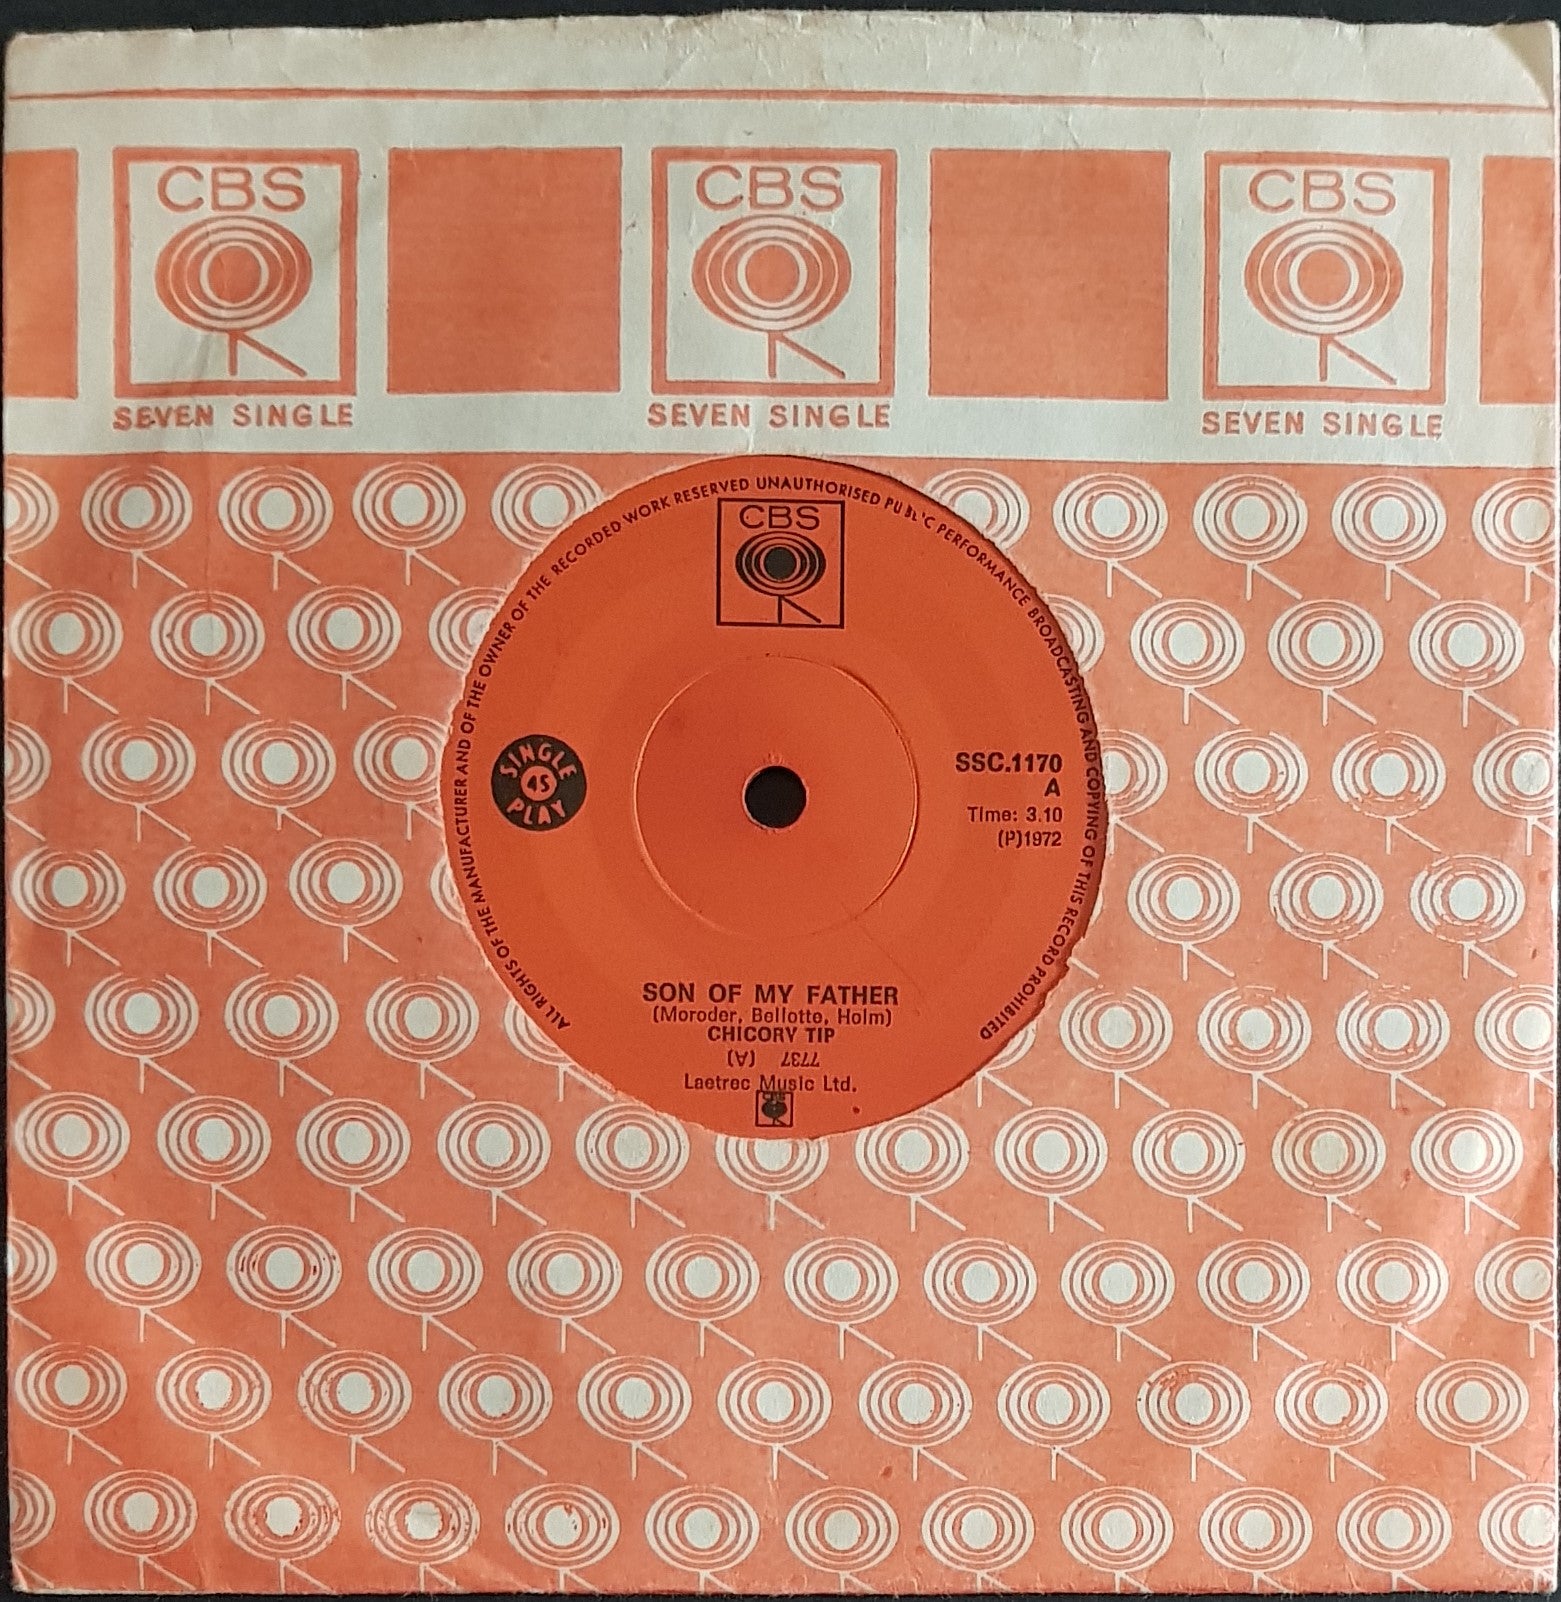 CBS CBS CBS
SEVEN SINGLE SEVEN SINGLE SEVEN SINGLE
ALL RIGHTS OF THE MANUFACTURER AND OF THE OWNER OF THE RECORDED WORK RESERVED UNAUTHORISED PUBL'C PERFORMANCE BROADCASTING AND COPYING OF THIS RECORD PROHIBITED
CBS
SINGLE
45
PLAY
SSC.1170
A
Time: 3.10
(P)1972
SON OF MY FATHER
(Moroder, Bellotte, Holm)
CHICORY TIP
7737 (A)
Laetrec Music Ltd.